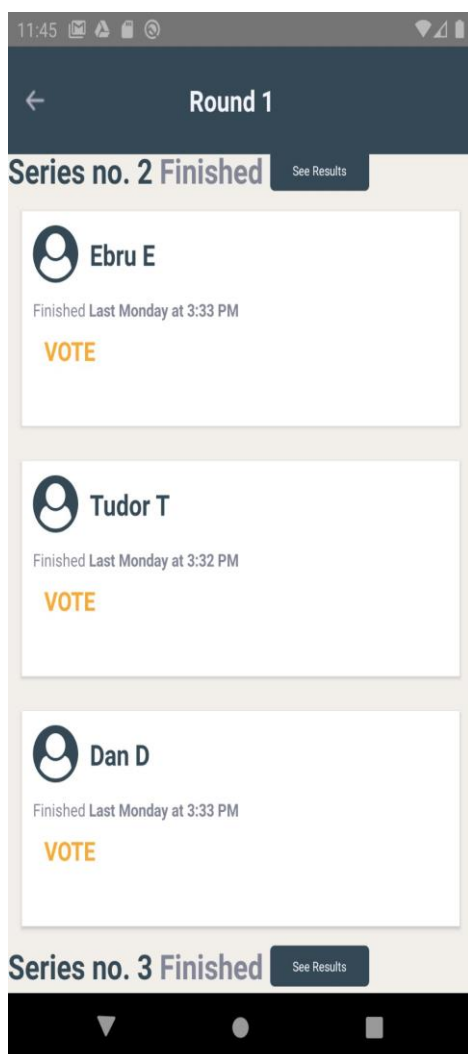 11:45
Round 1
Series no. 2 Finished See Results
Ebru E
Finished Last Monday at 3:33 PM
VOTE
Tudor T
Finished Last Monday at 3:32 PM
VOTE
Dan D
Finished Last Monday at 3:33 PM
VOTE
Series no. 3 Finished See Results